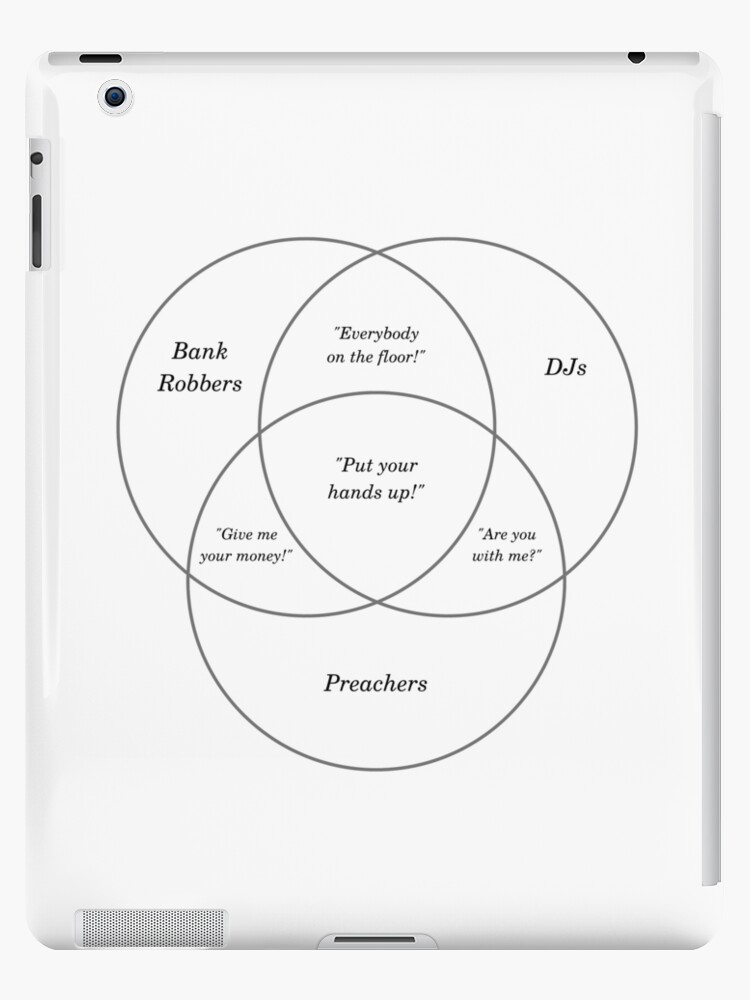 "Everybody
on the floor!"
Bank
Robbers
DJs
"Put your
hands up!"
"Give me
your money!"
"Are you
with me?"
Preachers